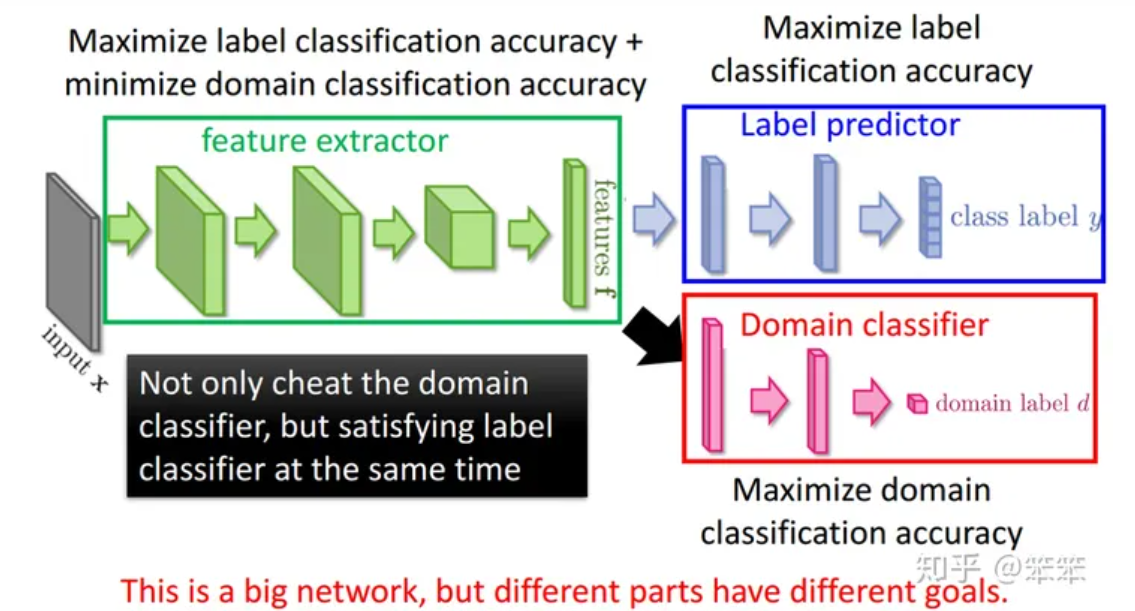 Maximize label classification accuracy +
minimize domain classification accuracy
Maximize label
classification accuracy
feature extractor
Label predictor
features f
class label y
input x
Domain classifier
domain label d
Not only cheat the domain
classifier, but satisfying label
classifier at the same time
Maximize domain
classification accuracy
知乎 @笨笨
This is a big network, but different parts have different goals.